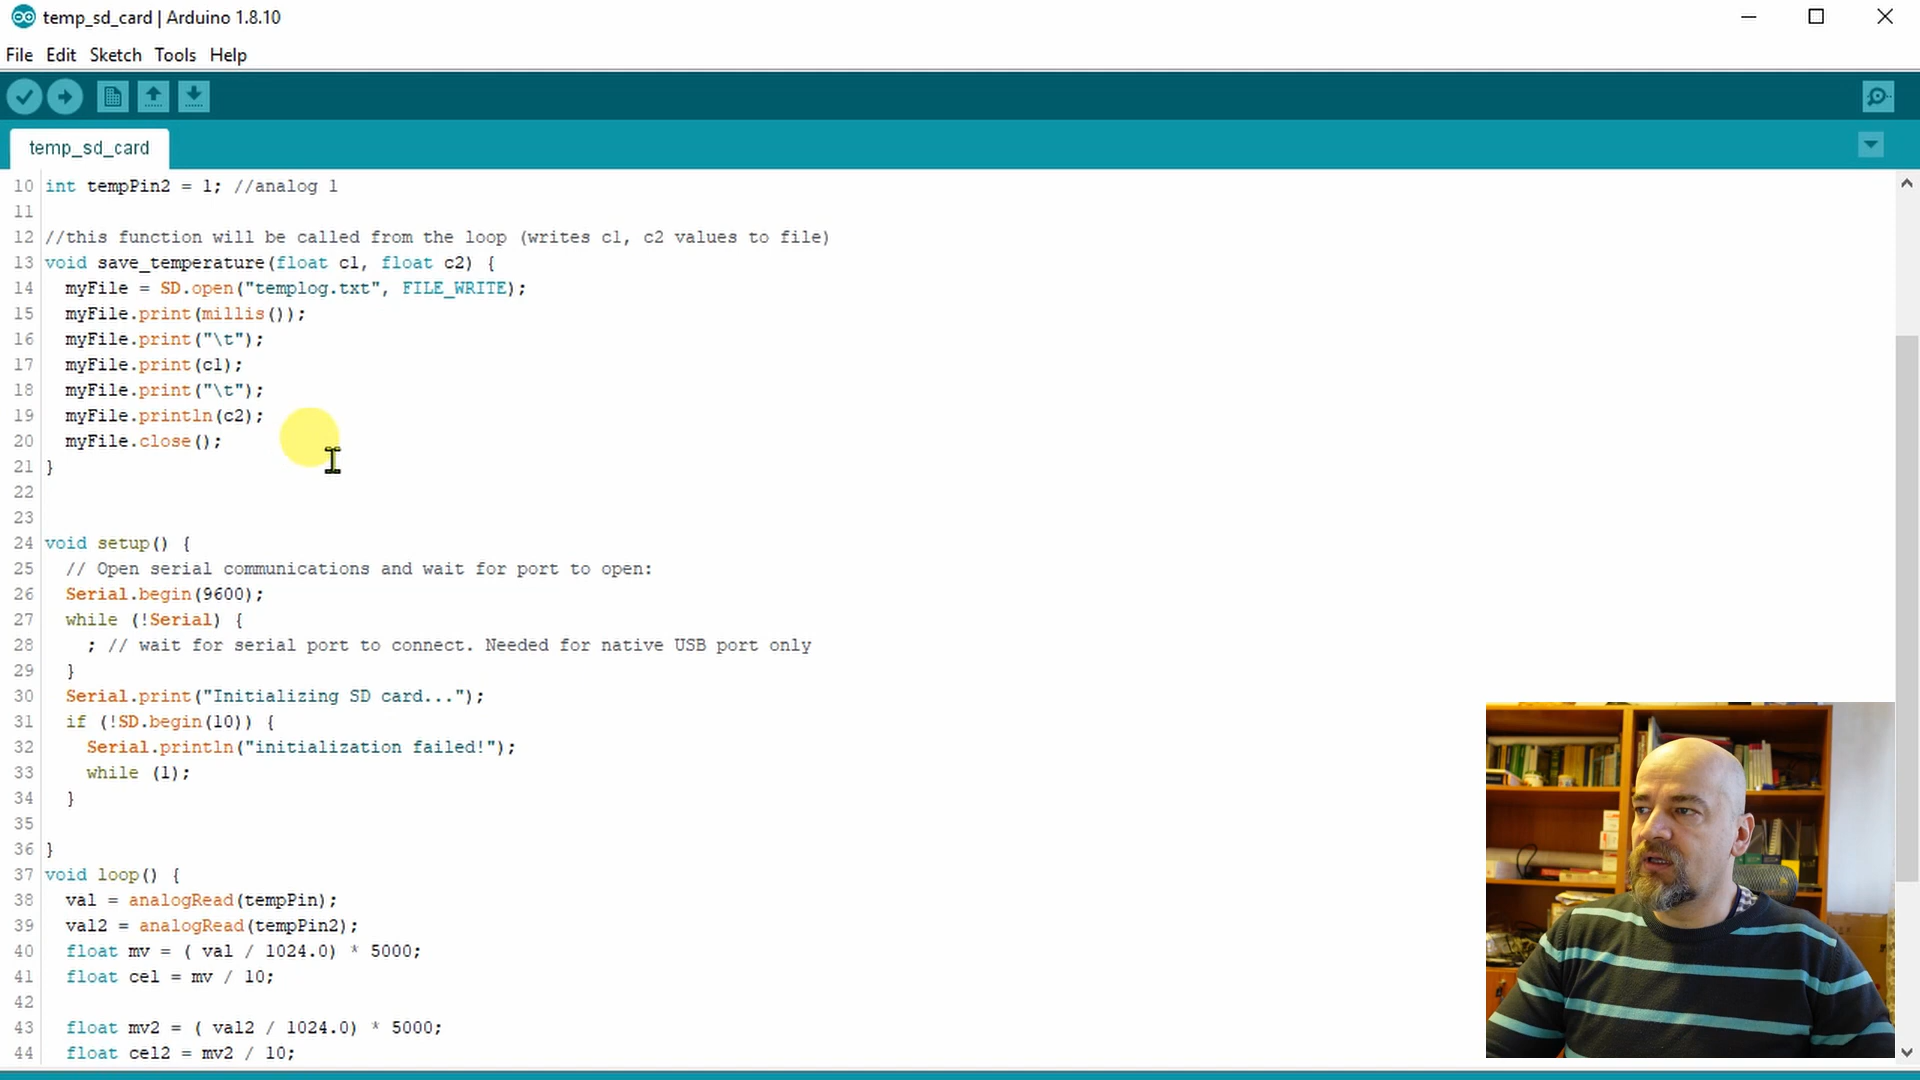 temp_sd_card | Arduino 1.8.10
File Edit Sketch Tools Help
temp_sd_card
10 int tempPin2 = 1; //analog 1
11
12 //this function will be called from the loop (writes c1, c2 values to file)
13 void save_temperature(float c1, float c2) {
14   myFile = SD.open("templog.txt", FILE_WRITE);
15   myFile.print(millis());
16   myFile.print("\t");
17   myFile.print(c1);
18   myFile.print("\t");
19   myFile.println(c2);
20   myFile.close();
21 }
22
23
24 void setup() {
25   // Open serial communications and wait for port to open:
26   Serial.begin(9600);
27   while (!Serial) {
28     ; // wait for serial port to connect. Needed for native USB port only
29   }
30   Serial.print("Initializing SD card...");
31   if (!SD.begin(10)) {
32     Serial.println("initialization failed!");
33     while (1);
34   }
35
36 }
37 void loop() {
38   val = analogRead(tempPin);
39   val2 = analogRead(tempPin2);
40   float mv = ( val / 1024.0) * 5000;
41   float cel = mv / 10;
42
43   float mv2 = ( val2 / 1024.0) * 5000;
44   float cel2 = mv2 / 10;